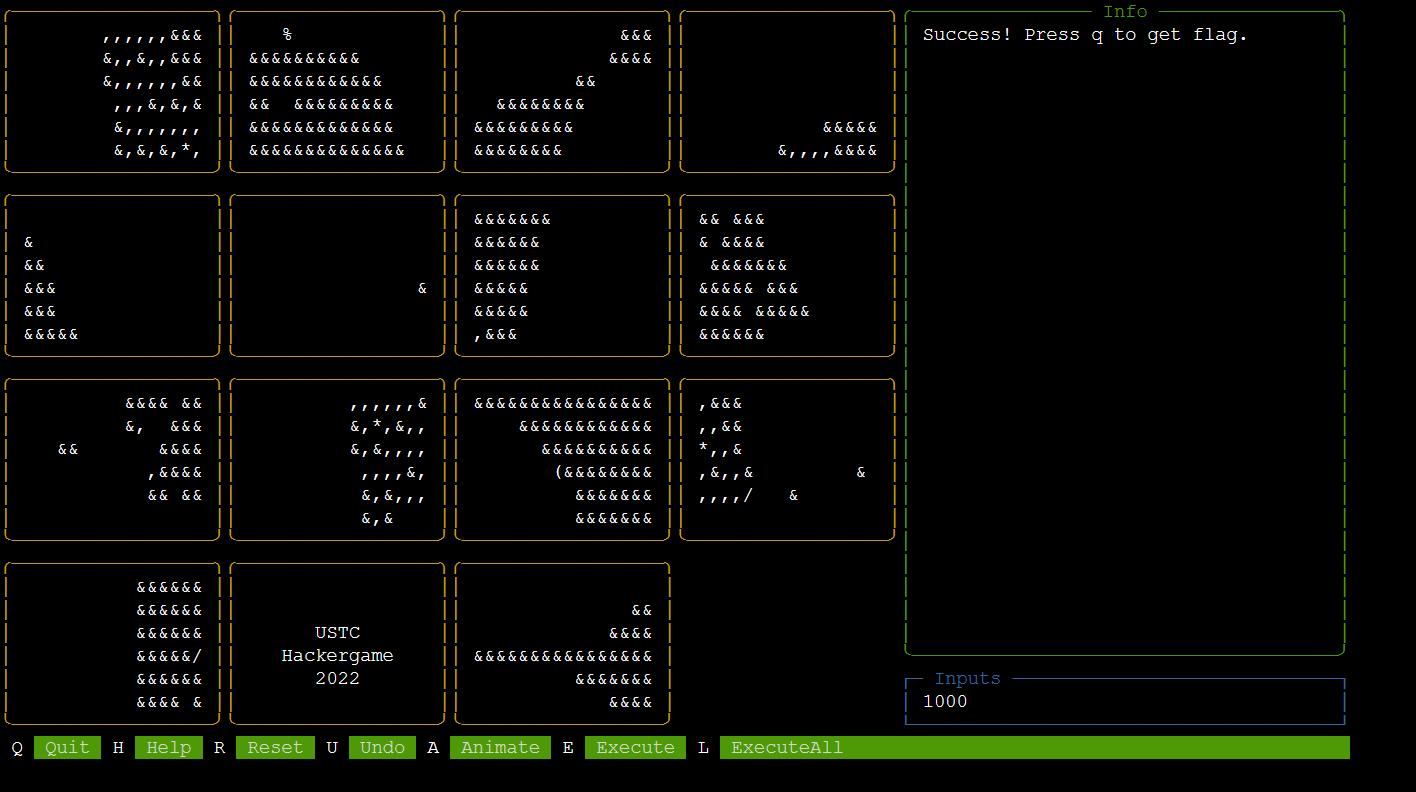 Info
Success! Press q to get flag.
USTC
Hackergame
2022
Inputs
1000
Q Quit H Help R Reset U Undo A Animate E Execute L ExecuteAll